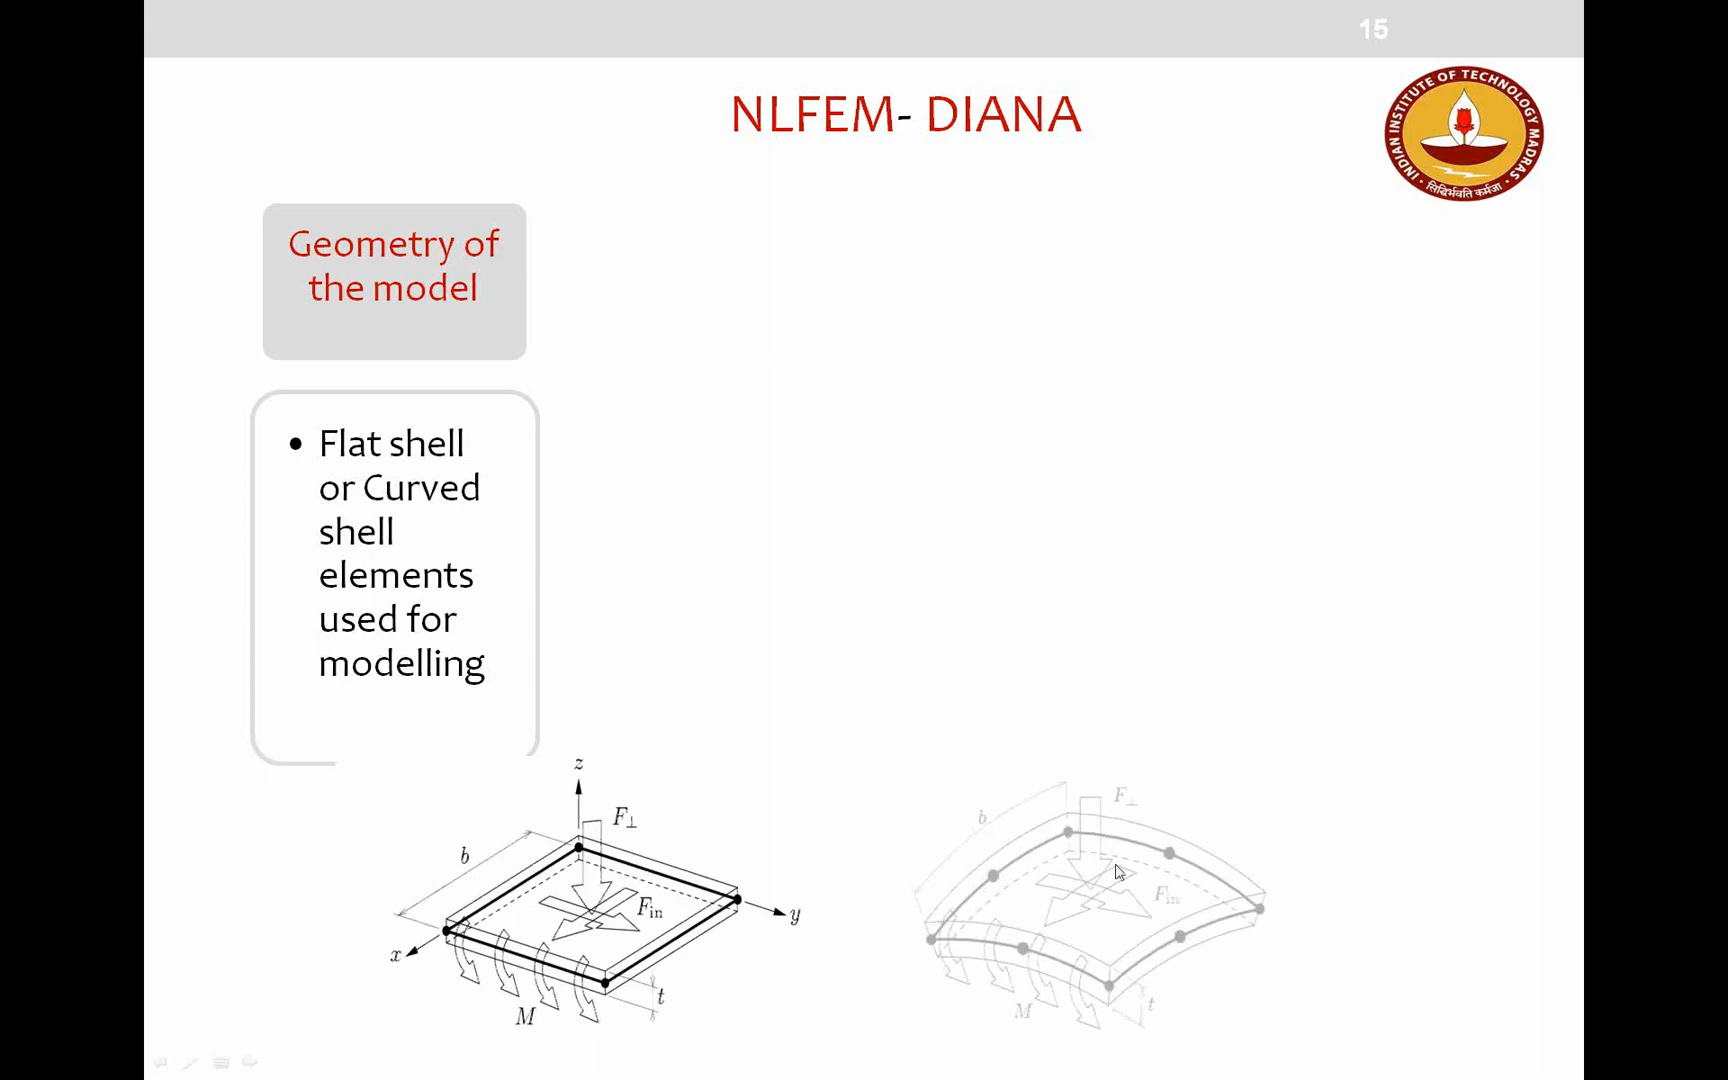 15
NLFEM- DIANA
INDIAN INSTITUTE OF TECHNOLOGY MADRAS
सिद्धिर्भवति कर्मजा
Geometry of
the model
• Flat shell
or Curved
shell
elements
used for
modelling
z
F⊥
b
Fin
y
x
t
M
F⊥
b
Fin
t
M